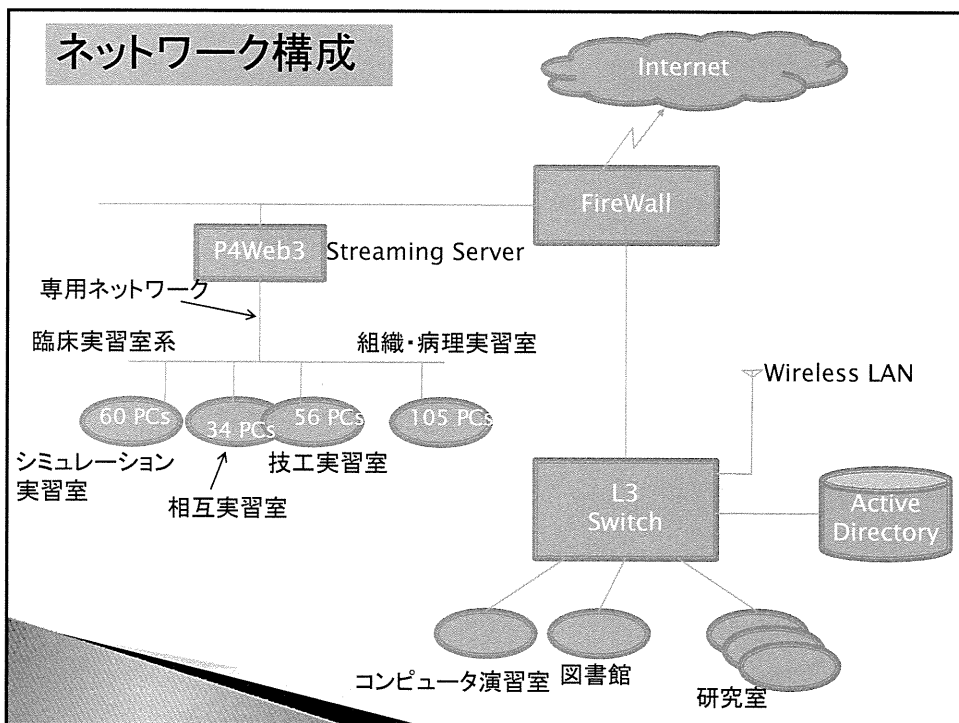 ネットワーク構成
Internet
FireWall
P4Web3
Streaming Server
専用ネットワーク
臨床実習室系
組織・病理実習室
Wireless LAN
60 PCs
34 PCs
56 PCs
105 PCs
シミュレーション
実習室
相互実習室
技工実習室
L3
Switch
Active
Directory
コンピュータ演習室
図書館
研究室